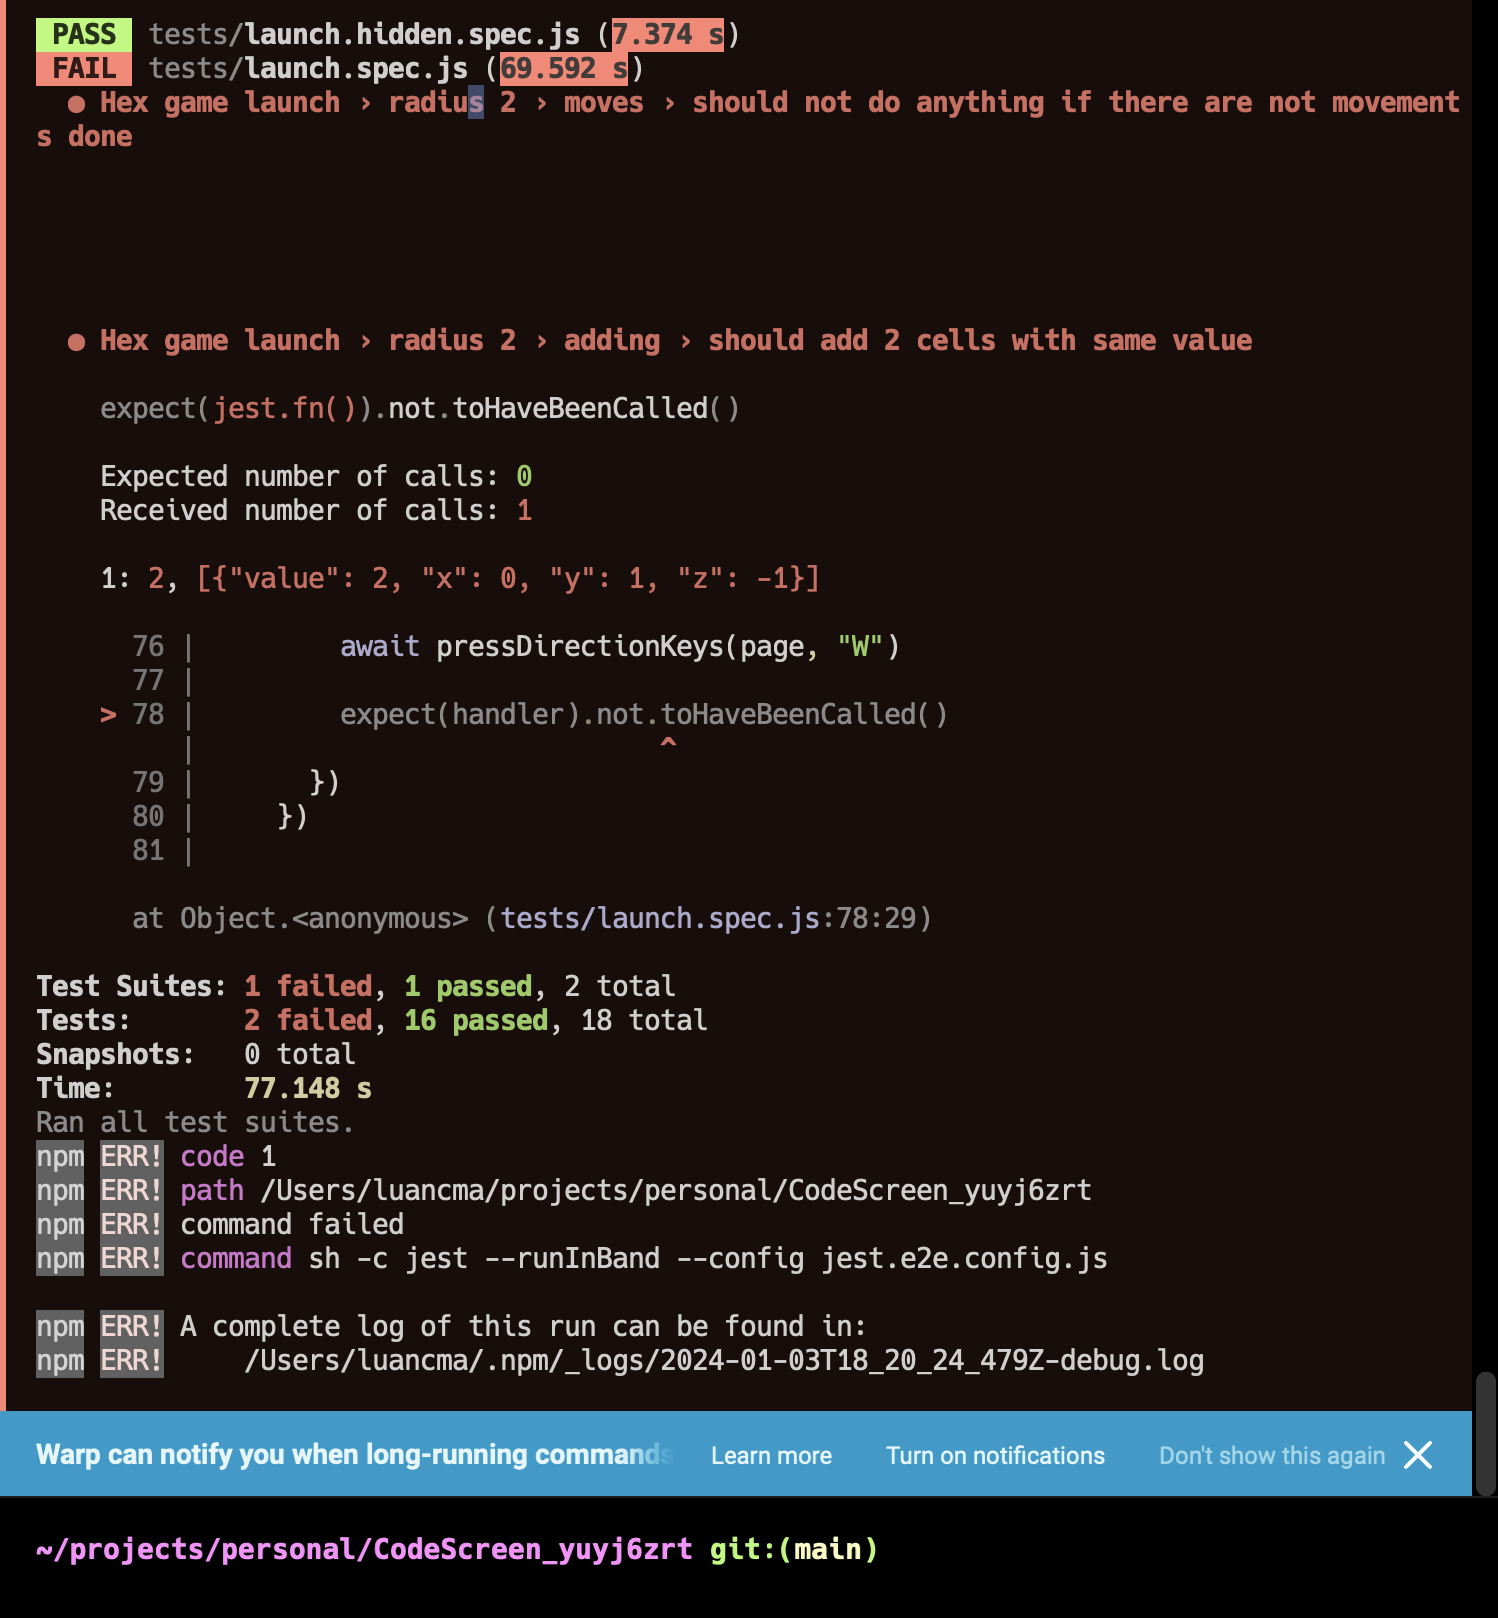 PASS tests/launch.hidden.spec.js (7.374 s)
FAIL tests/launch.spec.js (69.592 s)
● Hex game launch › radius 2 › moves › should not do anything if there are not movement
s done
● Hex game launch › radius 2 › adding › should add 2 cells with same value
expect(jest.fn()).not.toHaveBeenCalled()
Expected number of calls: 0
Received number of calls: 1
1: 2, [{"value": 2, "x": 0, "y": 1, "z": -1}]
76 | await pressDirectionKeys(page, "W")
77 |
> 78 | expect(handler).not.toHaveBeenCalled()
| ^
79 | })
80 | })
81 |
at Object.<anonymous> (tests/launch.spec.js:78:29)
Test Suites: 1 failed, 1 passed, 2 total
Tests: 2 failed, 16 passed, 18 total
Snapshots: 0 total
Time: 77.148 s
Ran all test suites.
npm ERR! code 1
npm ERR! path /Users/luancma/projects/personal/CodeScreen_yuyj6zrt
npm ERR! command failed
npm ERR! command sh -c jest --runInBand --config jest.e2e.config.js
npm ERR! A complete log of this run can be found in:
npm ERR! /Users/luancma/.npm/_logs/2024-01-03T18_20_24_479Z-debug.log
Warp can notify you when long-running commands Learn more Turn on notifications Don't show this again
~/projects/personal/CodeScreen_yuyj6zrt git:(main)